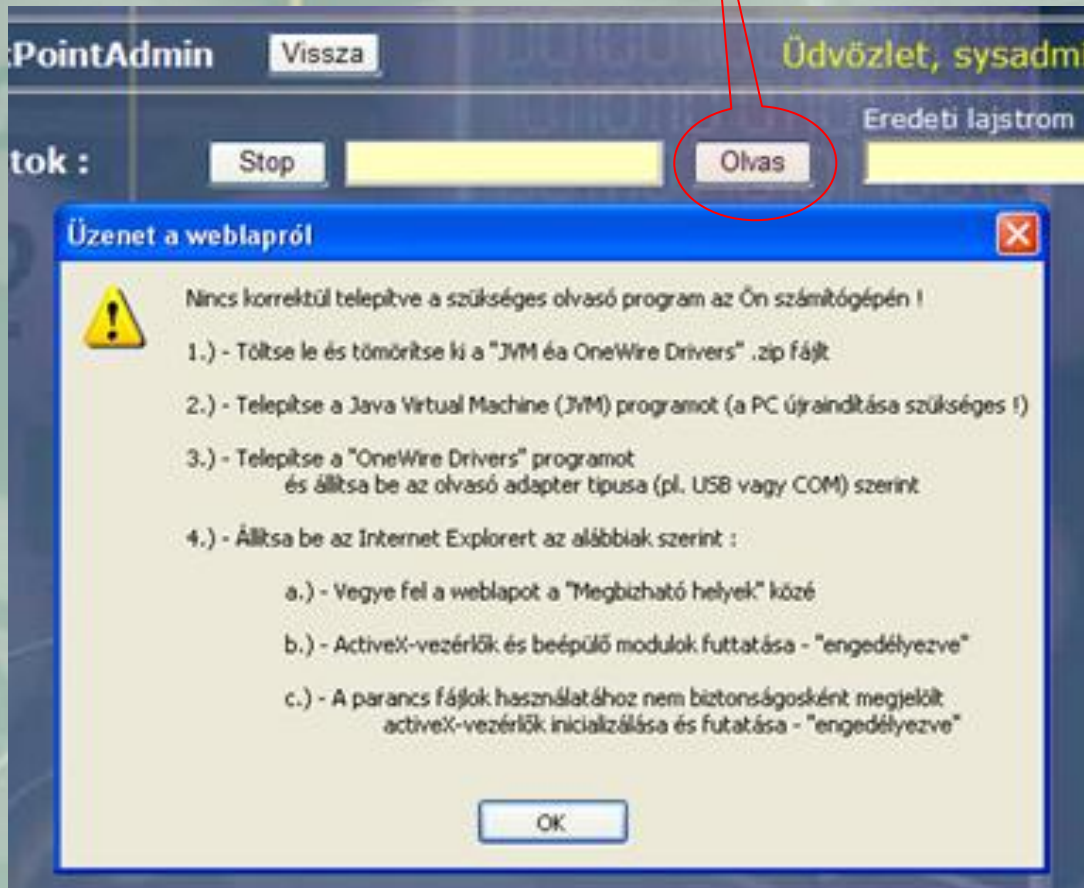 :PointAdmin Vissza Üdvözlet, sysadmi
tok : Stop Olvas Eredeti lajstrom
Üzenet a weblapról
Nincs korrektül telepítve a szükséges olvasó program az Ön számítógépén !
1.) - Töltse le és tömörítse ki a "JVM éa OneWire Drivers" .zip fájlt
2.) - Telepítse a Java Virtual Machine (JVM) programot (a PC újraindítása szükséges !)
3.) - Telepítse a "OneWire Drivers" programot
és állítsa be az olvasó adapter tipusa (pl. USB vagy COM) szerint
4.) - Állítsa be az Internet Explorert az alábbiak szerint :
a.) - Vegye fel a weblapot a "Megbizható helyek" közé
b.) - ActiveX-vezérlők és beépülő modulok futtatása - "engedélyezve"
c.) - A parancs fájlok használatához nem biztonságosként megjelölt
activeX-vezérlők inicializálása és futatása - "engedélyezve"
OK